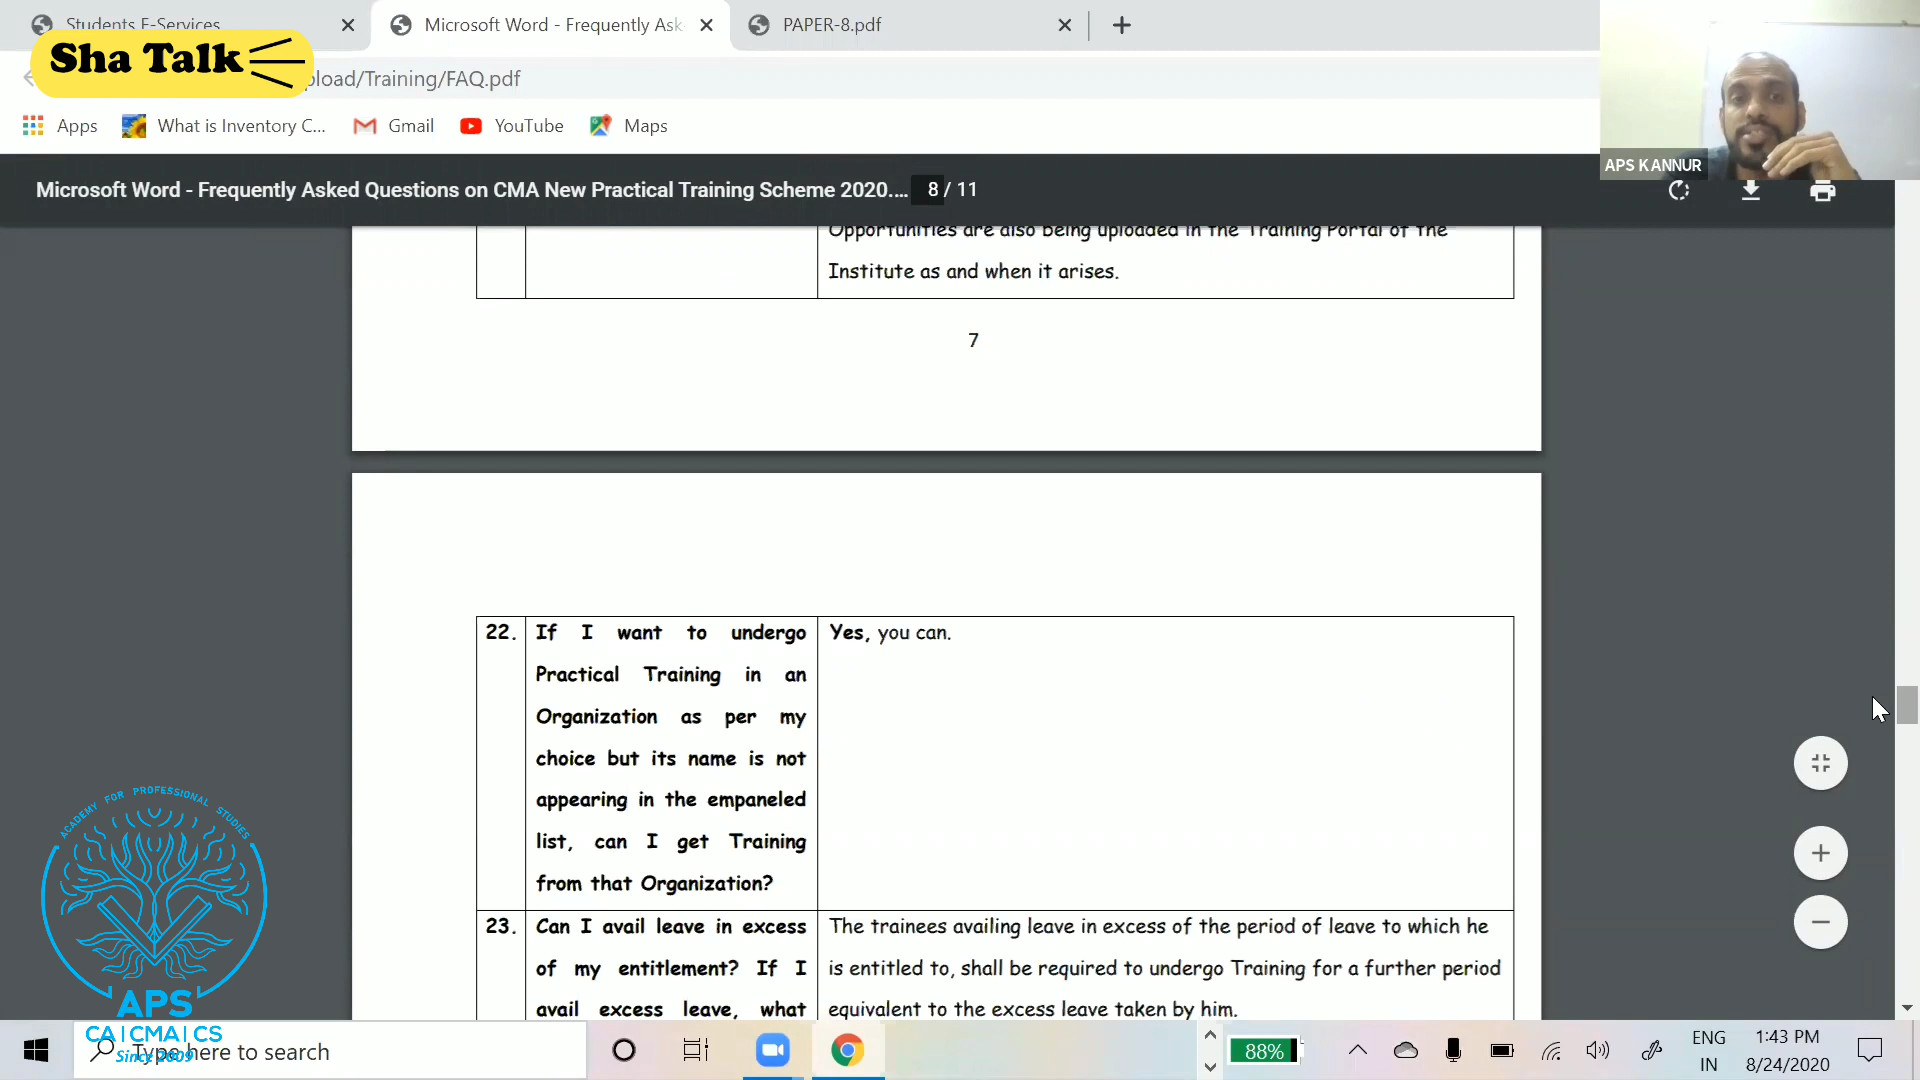 Students E-Services
Microsoft Word - Frequently Ask
PAPER-8.pdf
Sha Talk
pload/Training/FAQ.pdf
Apps
What is Inventory C...
Gmail
YouTube
Maps
APS KANNUR
Microsoft Word - Frequently Asked Questions on CMA New Practical Training Scheme 2020....
8 / 11
Opportunities are also being uploaded in the Training Portal of the
Institute as and when it arises.
7
22.
If I want to undergo
Practical Training in an
Organization as per my
choice but its name is not
appearing in the empaneled
list, can I get Training
from that Organization?
Yes, you can.
23.
Can I avail leave in excess
of my entitlement? If I
avail excess leave, what
The trainees availing leave in excess of the period of leave to which he
is entitled to, shall be required to undergo Training for a further period
equivalent to the excess leave taken by him.
ACADEMY FOR PROFESSIONAL STUDIES
APS
CA|CMA|CS
Since 2009
Type here to search
88%
ENG
IN
1:43 PM
8/24/2020